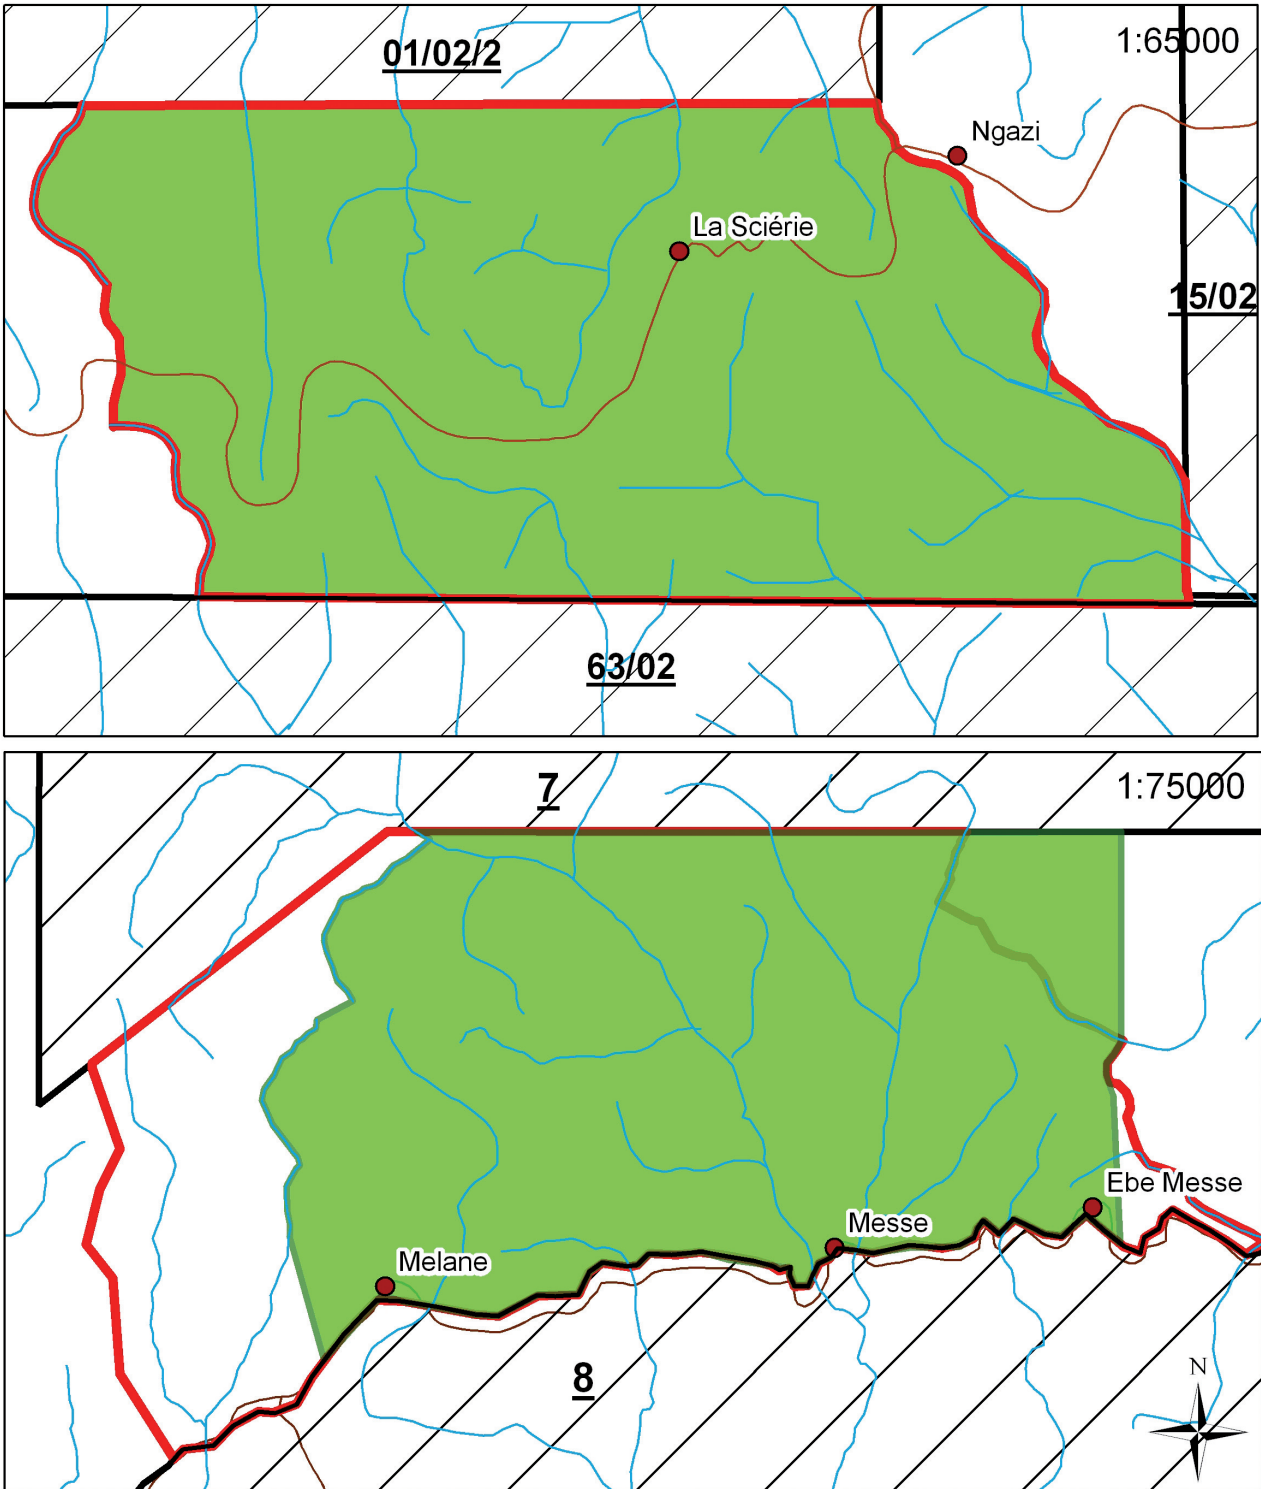 01/02/2
1:65000
Ngazi
La Sciérie
15/02
63/02
7
1:75000
Ebe Messe
Messe
Melane
8
N